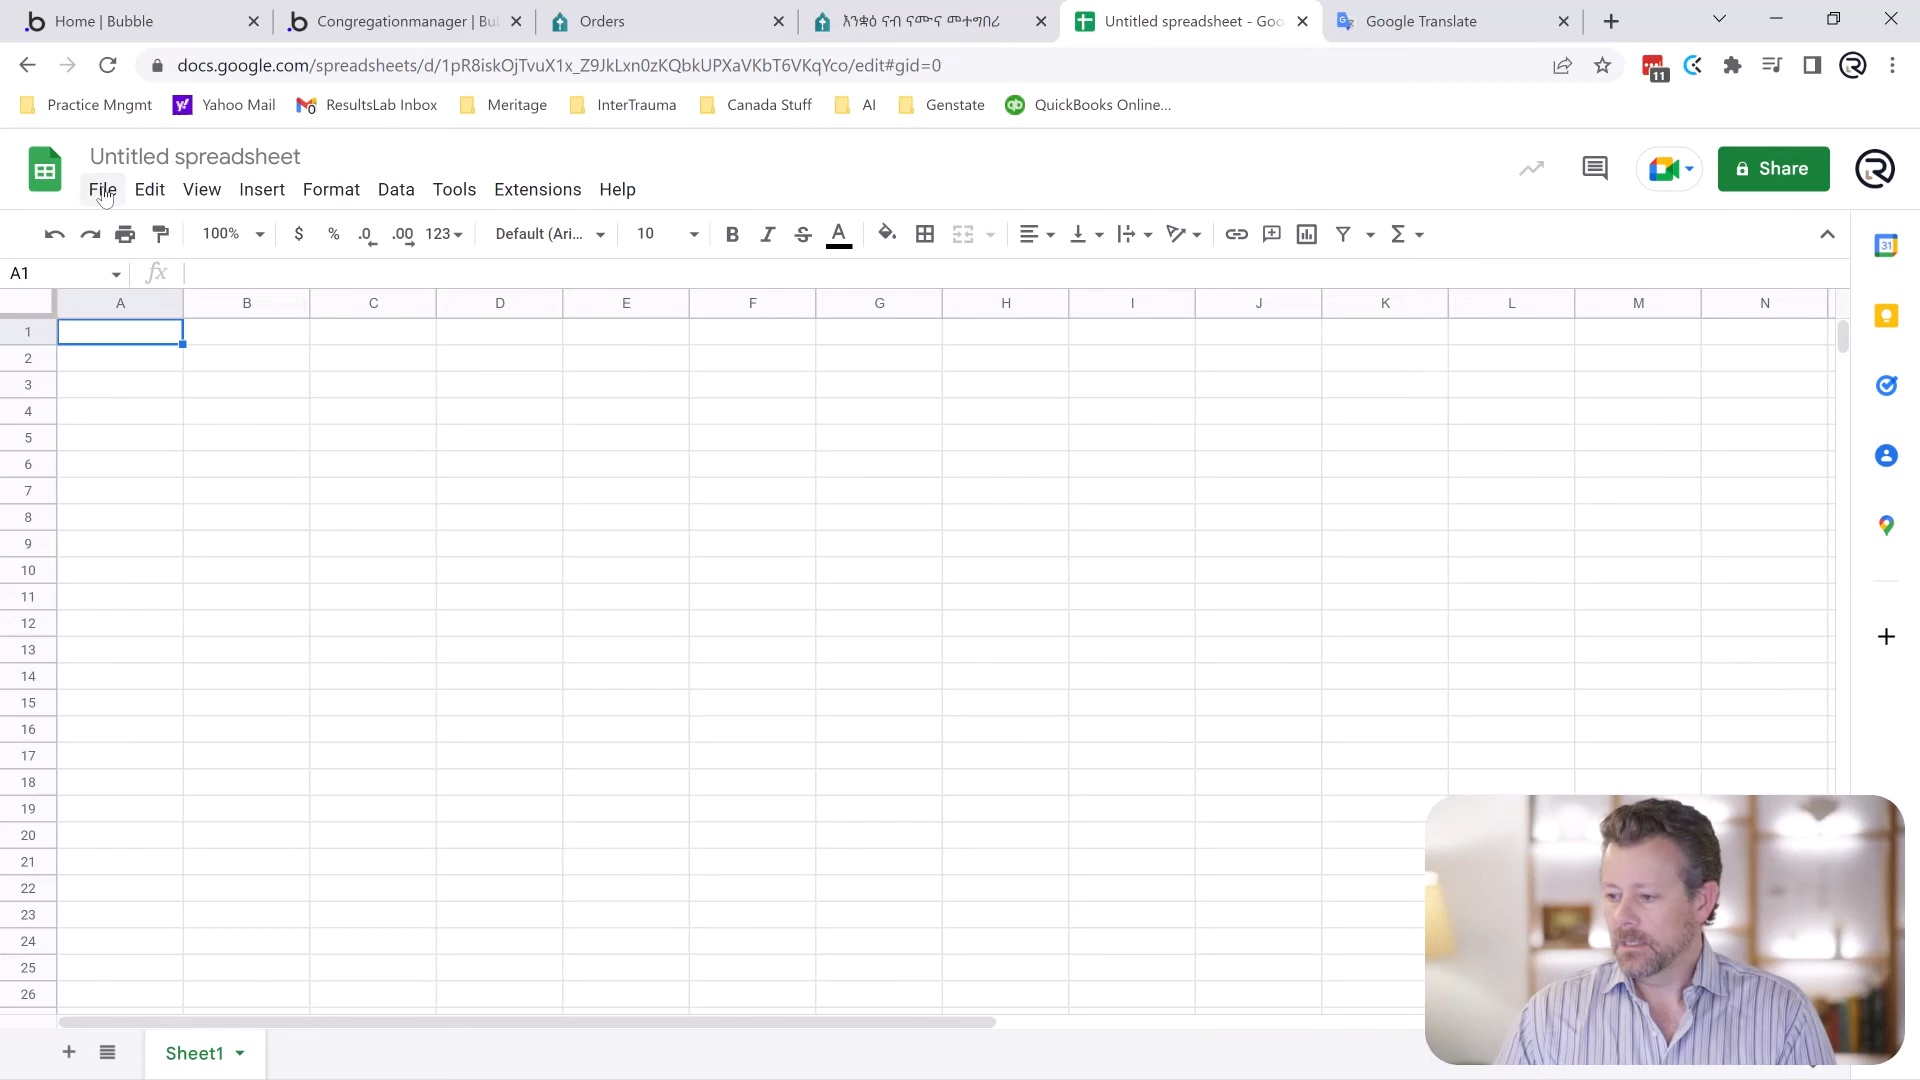 Home | Bubble
Congregationmanager | Bu
Orders
እንቋዕ ናብ ናሙና መተግበሪ
Untitled spreadsheet - Goo
Google Translate
docs.google.com/spreadsheets/d/1pR8iskOjTvuX1x_Z9JkLxn0zKQbkUPXaVKbT6VKqYco/edit#gid=0
11
Practice Mngmt
Yahoo Mail
ResultsLab Inbox
Meritage
InterTrauma
Canada Stuff
AI
Genstate
QuickBooks Online...
Untitled spreadsheet
File Edit View Insert Format Data Tools Extensions Help
Share
100% $ % .0 .00 123 Default (Ari... 10 B I S A Σ
31
A1 fx
A B C D E F G H I J K L M N
1
2
3
4
5
6
7
8
9
10
11
12
13
14
15
16
17
18
19
20
21
22
23
24
25
26
Sheet1